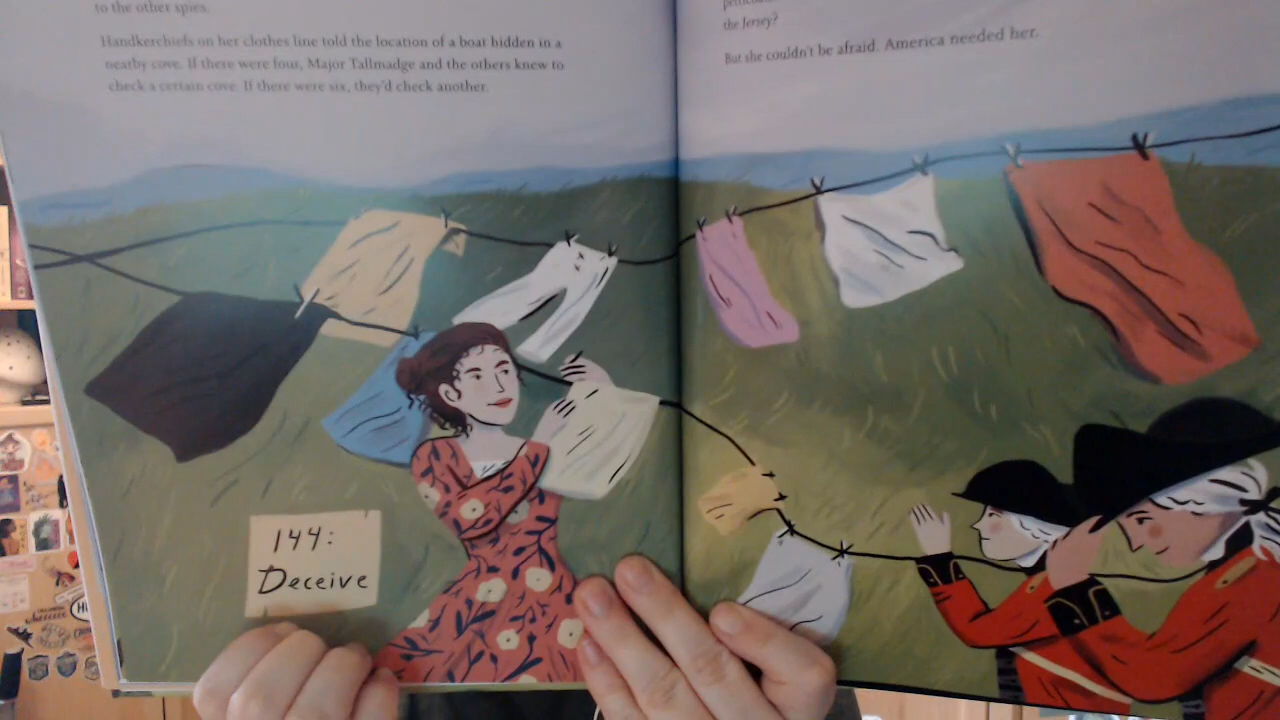 to the other spies.
Handkerchiefs on her clothes line told the location of a boat hidden in a
nearby cove. If there were four, Major Tallmadge and the others knew to
check a certain cove. If there were six, they'd check another.
144:
Deceive
the Jersey?
But she couldn't be afraid. America needed her.